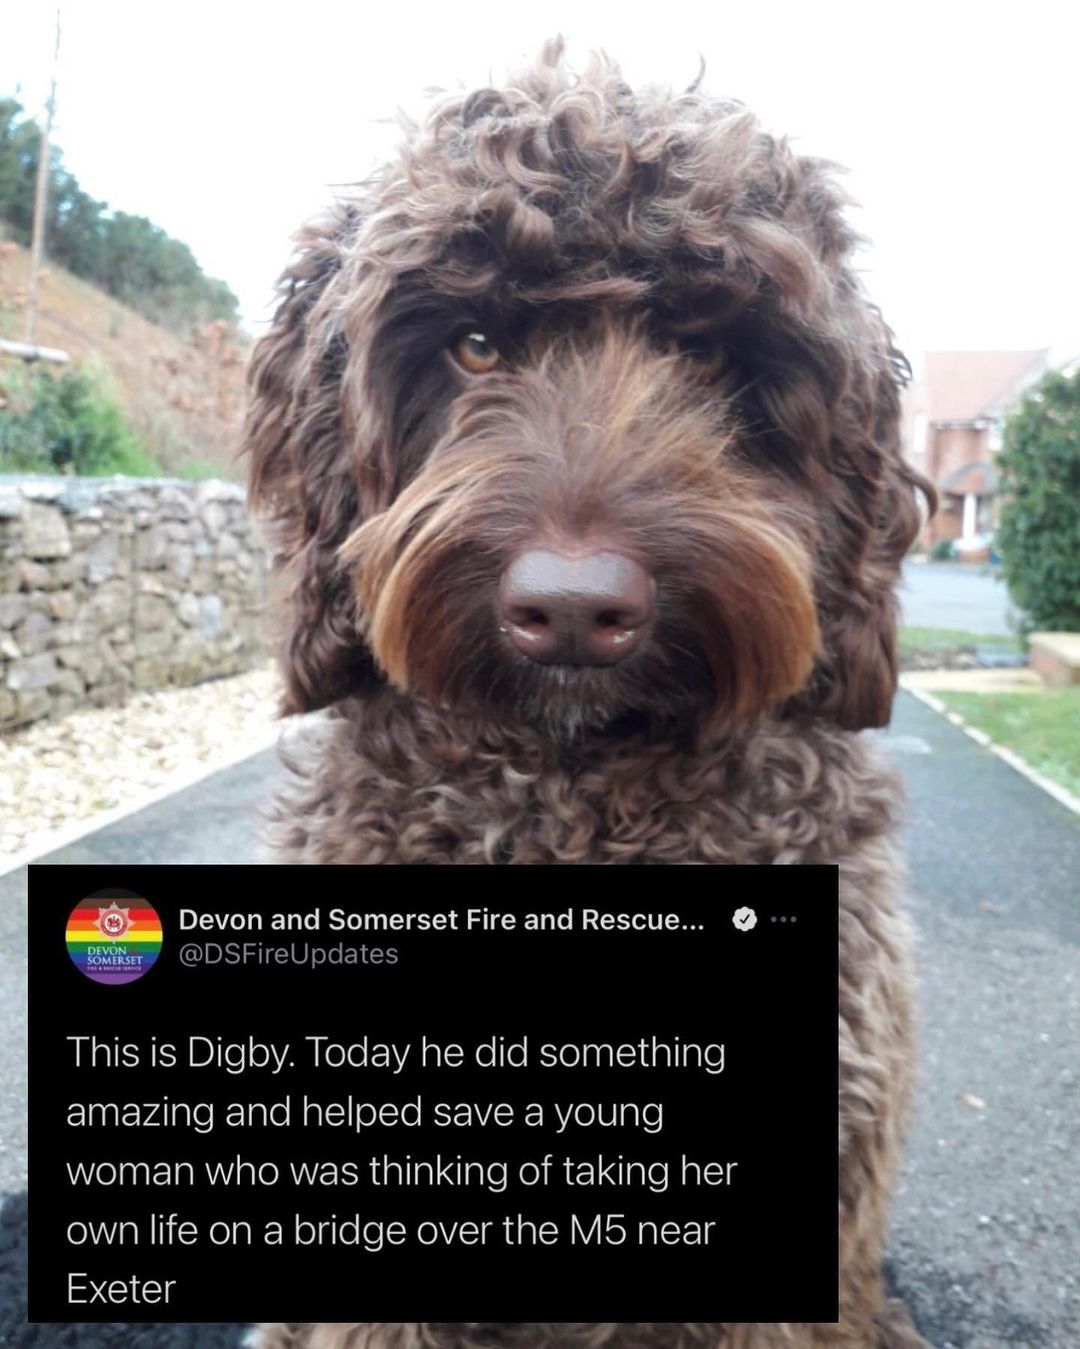 Devon and Somerset Fire and Rescue...
@DSFireUpdates
DEVON
SOMERSET
FIRE & RESCUE SERVICE
This is Digby. Today he did something
amazing and helped save a young
woman who was thinking of taking her
own life on a bridge over the M5 near
Exeter